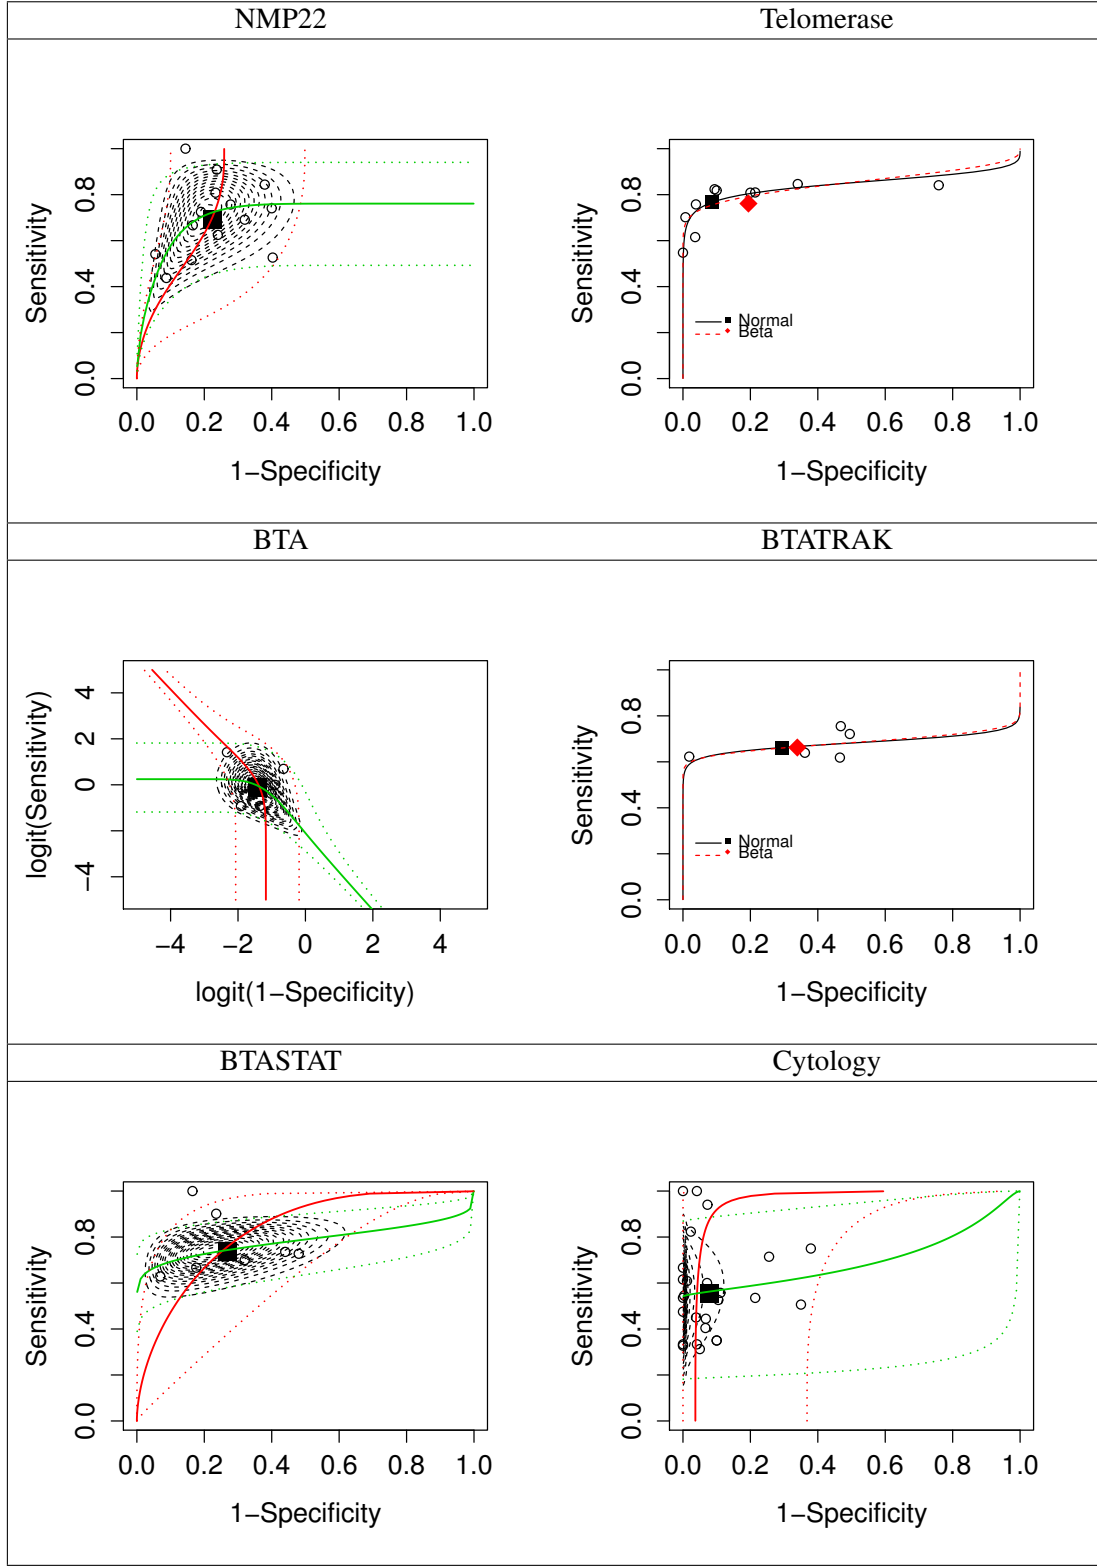 NMP22 Telomerase
Sensitivity
0.0 0.4 0.8
0.0 0.2 0.4 0.6 0.8 1.0
1−Specificity
Sensitivity
0.0 0.4 0.8
Normal
Beta
0.0 0.2 0.4 0.6 0.8 1.0
1−Specificity
BTA BTATRAK
logit(Sensitivity)
−4 0 2 4
−4 −2 0 2 4
logit(1−Specificity)
Sensitivity
0.0 0.4 0.8
Normal
Beta
0.0 0.2 0.4 0.6 0.8 1.0
1−Specificity
BTASTAT Cytology
Sensitivity
0.0 0.4 0.8
0.0 0.2 0.4 0.6 0.8 1.0
1−Specificity
Sensitivity
0.0 0.4 0.8
0.0 0.2 0.4 0.6 0.8 1.0
1−Specificity